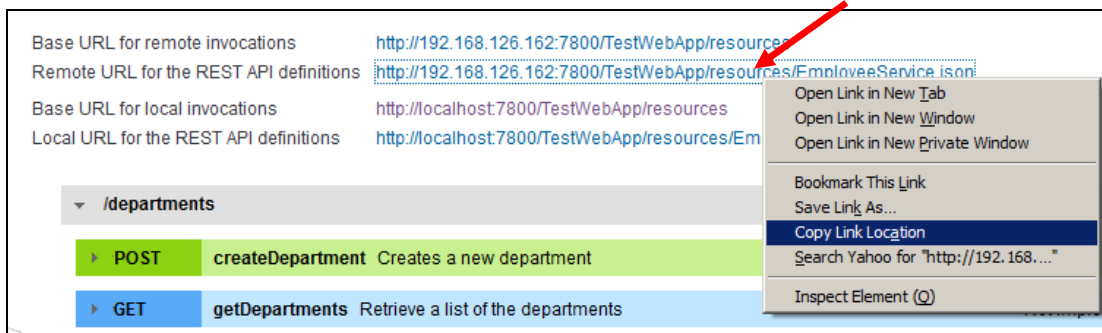 Base URL for remote invocations http://192.168.126.162:7800/TestWebApp/resources
Remote URL for the REST API definitions http://192.168.126.162:7800/TestWebApp/resources/EmployeeService.json
Base URL for local invocations http://localhost:7800/TestWebApp/resources
Local URL for the REST API definitions http://localhost:7800/TestWebApp/resources/Em
Open Link in New Tab
Open Link in New Window
Open Link in New Private Window
Bookmark This Link
Save Link As...
Copy Link Location
Search Yahoo for "http://192.168...."
Inspect Element (Q)
/departments
POST createDepartment Creates a new department
GET getDepartments Retrieve a list of the departments